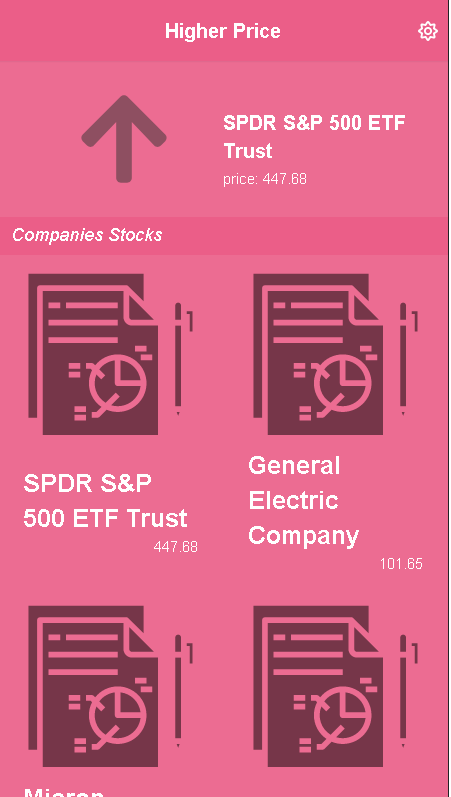 Higher Price
SPDR S&P 500 ETF
Trust
price: 447.68
Companies Stocks
SPDR S&P
500 ETF Trust
447.68
General
Electric
Company
101.65
Micron